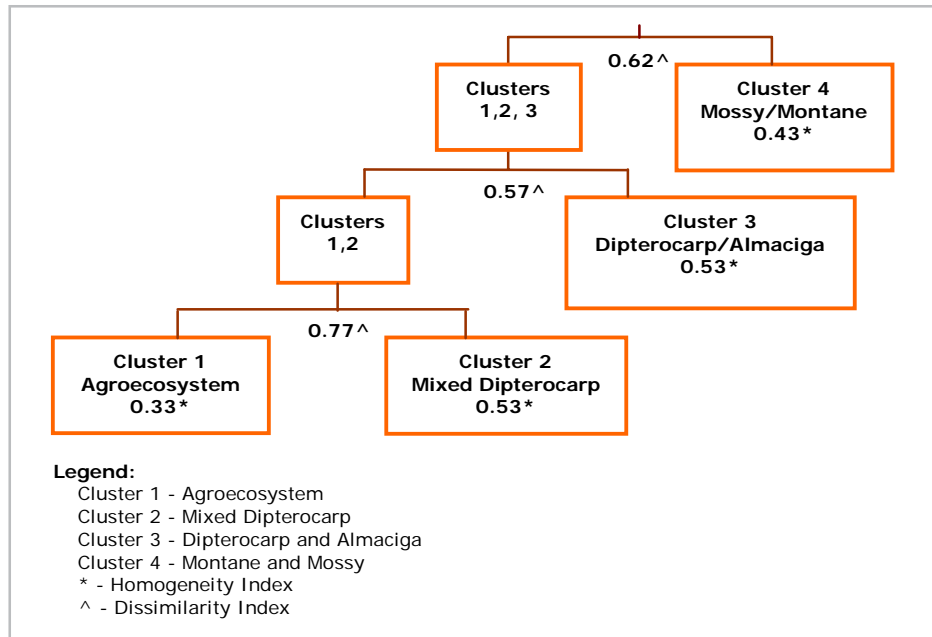 0.62^
Clusters
1,2, 3
Cluster 4
Mossy/Montane
0.43*
0.57^
Clusters
1,2
Cluster 3
Dipterocarp/Almaciga
0.53*
0.77^
Cluster 1
Agroecosystem
0.33*
Cluster 2
Mixed Dipterocarp
0.53*
Legend:
Cluster 1 - Agroecosystem
Cluster 2 - Mixed Dipterocarp
Cluster 3 - Dipterocarp and Almaciga
Cluster 4 - Montane and Mossy
* - Homogeneity Index
^ - Dissimilarity Index